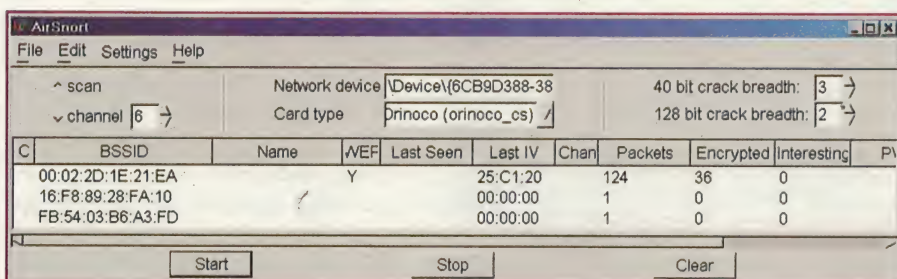 AirSnort
File Edit Settings Help
scan
Network device \Device\{6CB9D388-38
40 bit crack breadth: 3
channel 6
Card type Orinoco (orinoco_cs)
128 bit crack breadth: 2
C BSSID Name WEF Last Seen Last IV Chan Packets Encrypted Interesting PW
00:02:2D:1E:21:EA Y 25:C1:20 124 36 0
16:F8:89:28:FA:10 00:00:00 1 0 0
FB:54:03:B6:A3:FD 00:00:00 1 0 0
Start Stop Clear